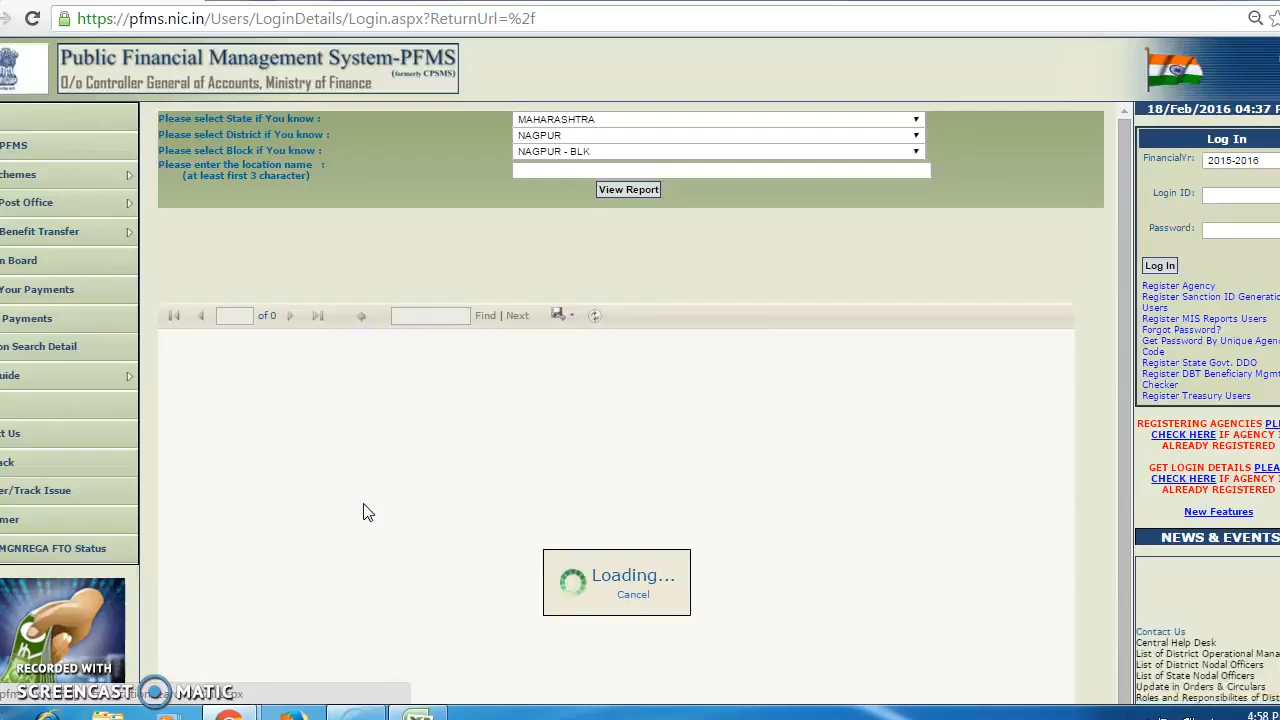 https://pfms.nic.in/Users/LoginDetails/Login.aspx?ReturnUrl=%2f
Public Financial Management System-PFMS
(formerly CPSMS)
O/o Controller General of Accounts, Ministry of Finance
18/Feb/2016 04:37 P
PFMS
chemes
Post Office
Benefit Transfer
n Board
Your Payments
Payments
on Search Detail
uide
t Us
ack
er/Track Issue
mer
MGNREGA FTO Status
Please select State if You know :
MAHARASHTRA
Please select District if You know :
NAGPUR
Please select Block if You know :
NAGPUR - BLK
Please enter the location name :
(at least first 3 character)
View Report
of 0
Find | Next
Loading...
Cancel
Log In
FinancialYr:
2015-2016
Login ID:
Password:
Log In
Register Agency
Register Sanction ID Generatio
Users
Register MIS Reports Users
Forgot Password?
Get Password By Unique Agen
Code
Register State Govt. DDO
Register DBT Beneficiary Mgmt
Checker
Register Treasury Users
REGISTERING AGENCIES PL
CHECK HERE IF AGENCY I
ALREADY REGISTERED
GET LOGIN DETAILS PLEA
CHECK HERE IF AGENCY I
ALREADY REGISTERED
New Features
NEWS & EVENTS
Contact Us
Central Help Desk
List of District Operational Mana
List of District Nodal Officers
List of State Nodal Officers
Update in Orders & Circulars
Roles and Responsibilites of Dist
RECORDED WITH
SCREENCAST MATIC
4:58 P